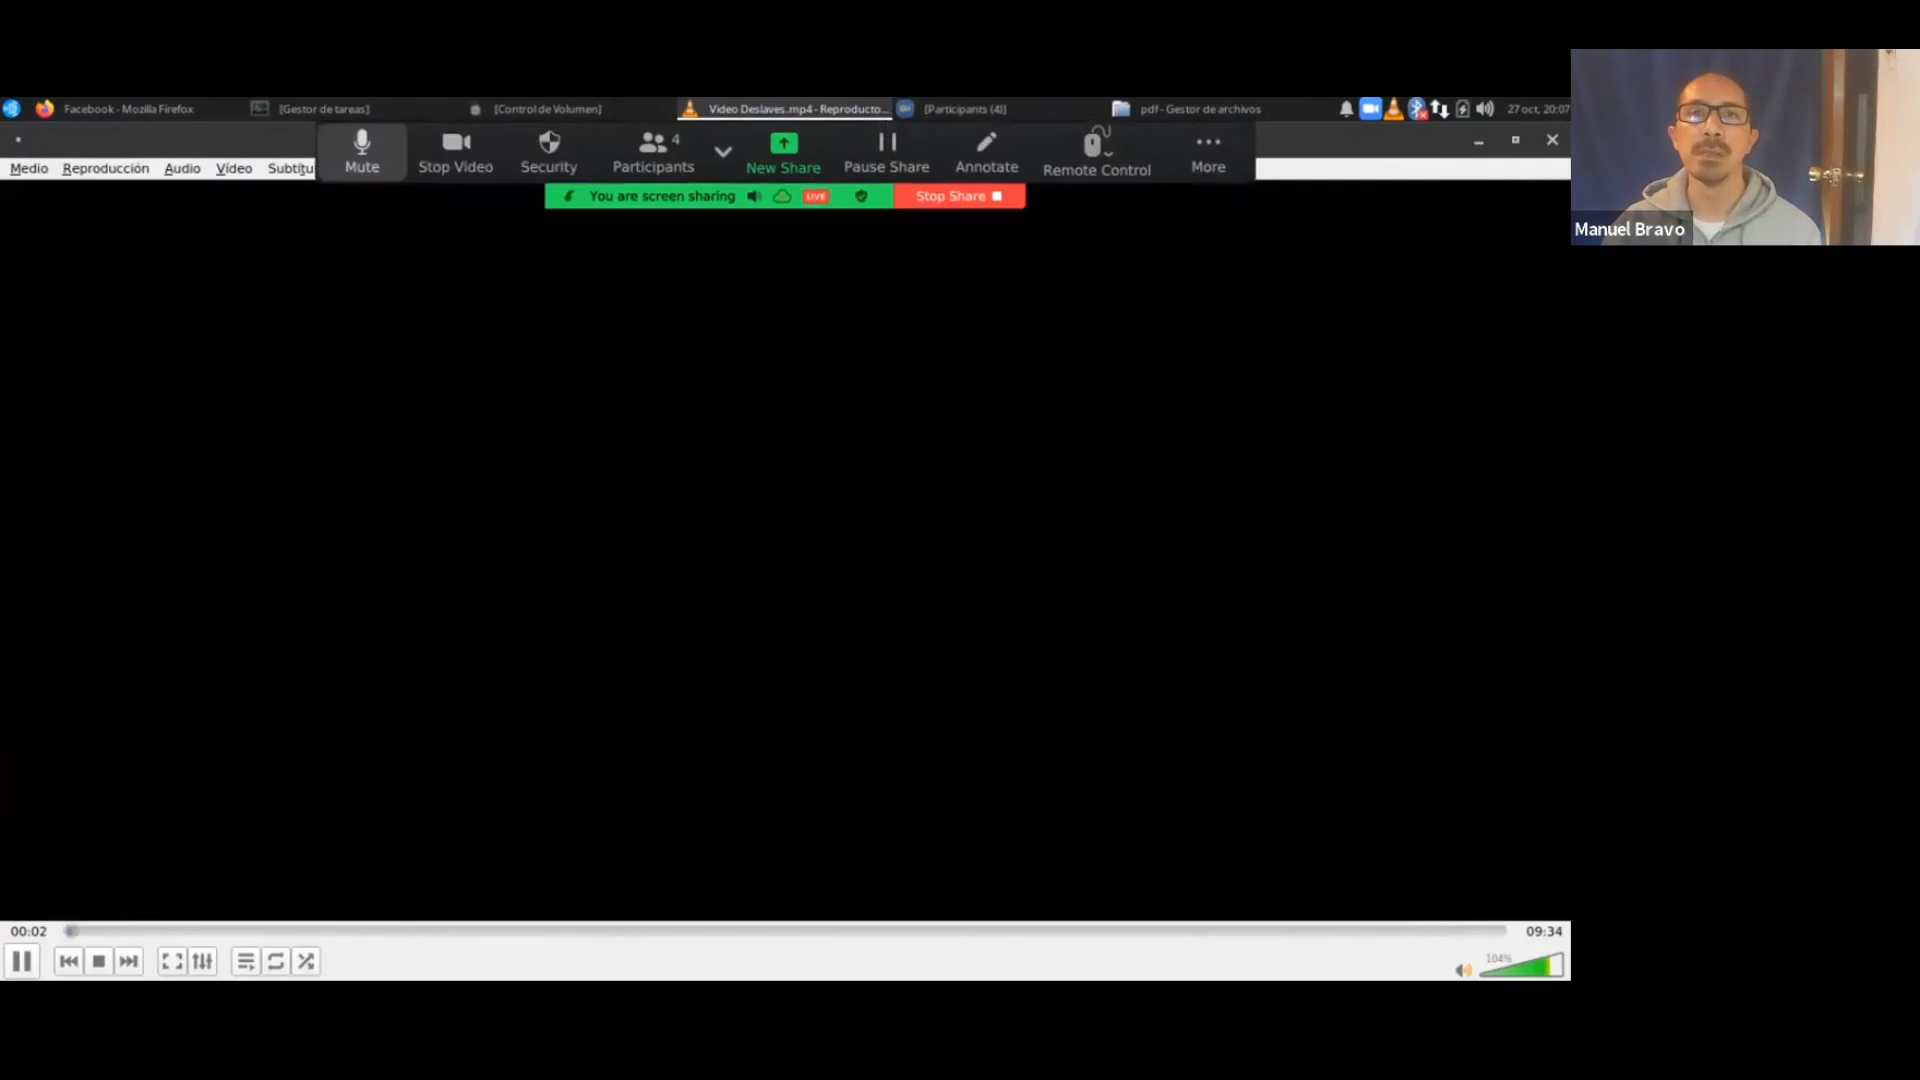 Facebook - Mozilla Firefox [Gestor de tareas] [Control de Volumen] Video Deslaves.mp4 - Reproducto... [Participants (4)] pdf - Gestor de archivos 27 oct, 20:07
Mute Stop Video Security Participants 4 New Share Pause Share Annotate Remote Control More
Medio Reproducción Audio Vídeo Subtítu
You are screen sharing LIVE Stop Share
Manuel Bravo
00:02 09:34
104%